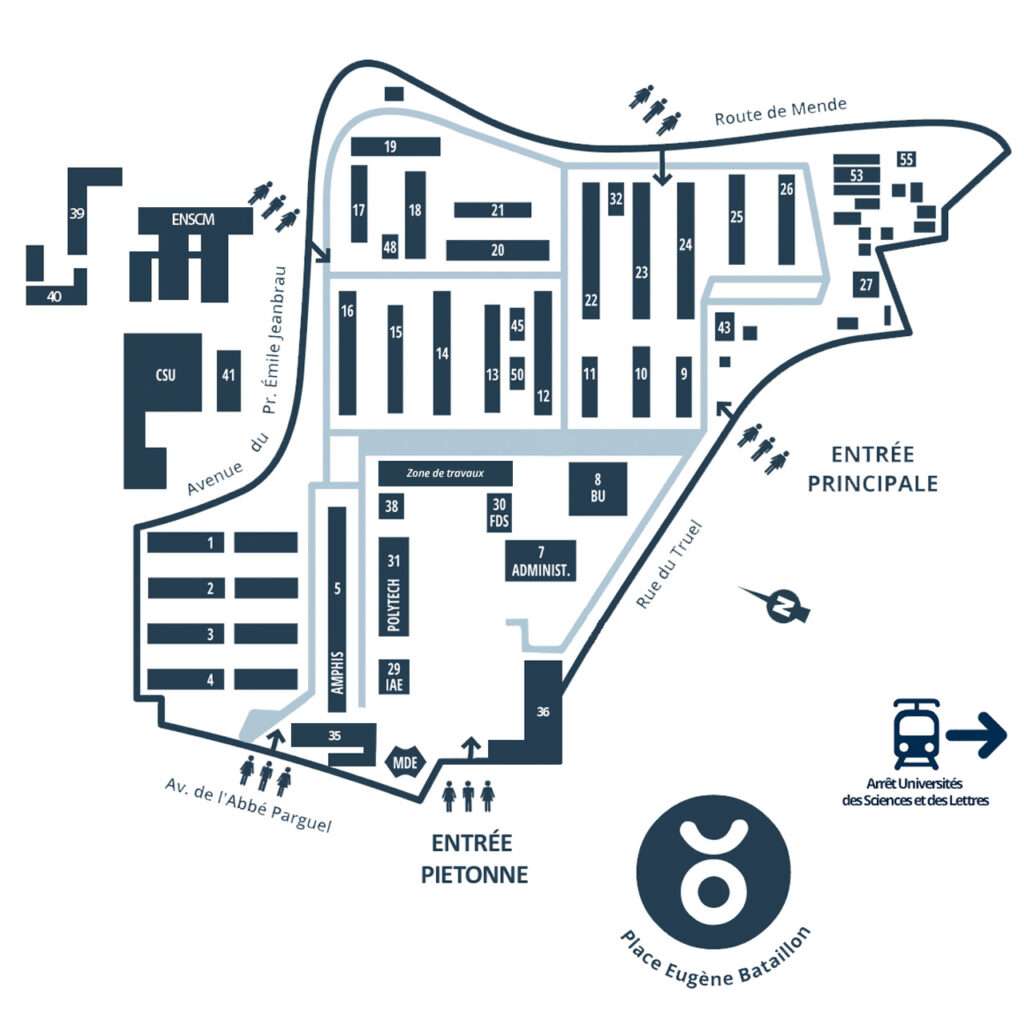 Route de Mende
19
55
53
17
18
48
21
20
32
22
23
24
25
26
39
ENSCM
40
27
Avenue du Pr. Émile Jeanbrau
16
15
14
13
45
50
12
11
10
9
43
CSU
41
ENTRÉE
PRINCIPALE
Zone de travaux
8
BU
38
30
FDS
7
ADMINIST.
31
POLYTECH
5
AMPHIS
29
IAE
1
2
3
4
Rue du Truel
N
36
35
MDE
Av. de l'Abbé Parguel
ENTRÉE
PIETONNE
Arrêt Universités
des Sciences et des Lettres
Place Eugène Bataillon